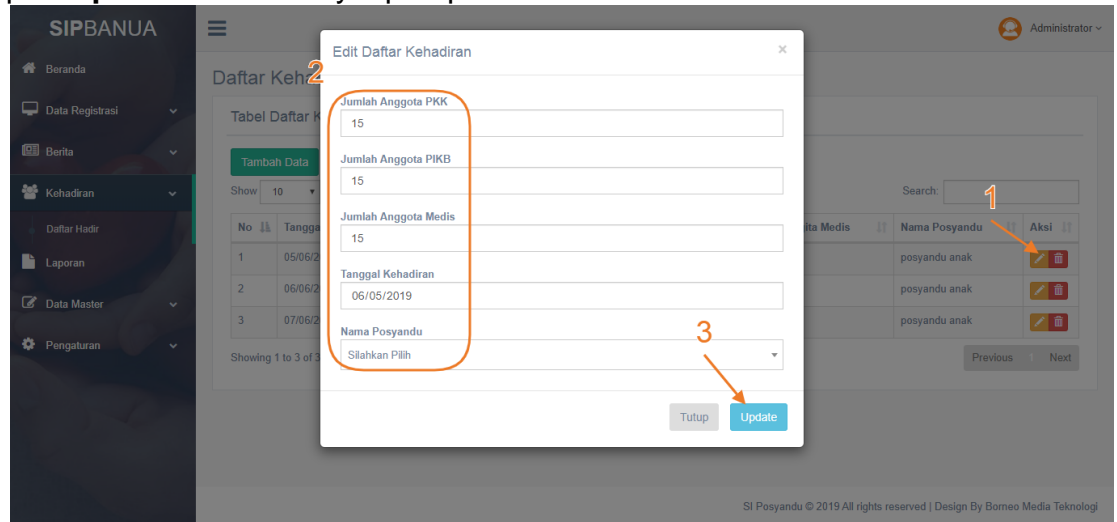 SIPBANUA
Administrator
Beranda
Data Registrasi
Berita
Kehadiran
Daftar Hadir
Laporan
Data Master
Pengaturan
Daftar Keha
Tabel Daftar K
Tambah Data
Show 10
Search:
No Tangga ita Medis Nama Posyandu Aksi
1 05/06/2 posyandu anak
2 06/06/2 posyandu anak
3 07/06/2 posyandu anak
Showing 1 to 3 of 3
Previous 1 Next
Edit Daftar Kehadiran ×
2
Jumlah Anggota PKK
15
Jumlah Anggota PIKB
15
Jumlah Anggota Medis
15
Tanggal Kehadiran
06/05/2019
Nama Posyandu
Silahkan Pilih
Tutup Update
1
3
SI Posyandu © 2019 All rights reserved | Design By Borneo Media Teknologi